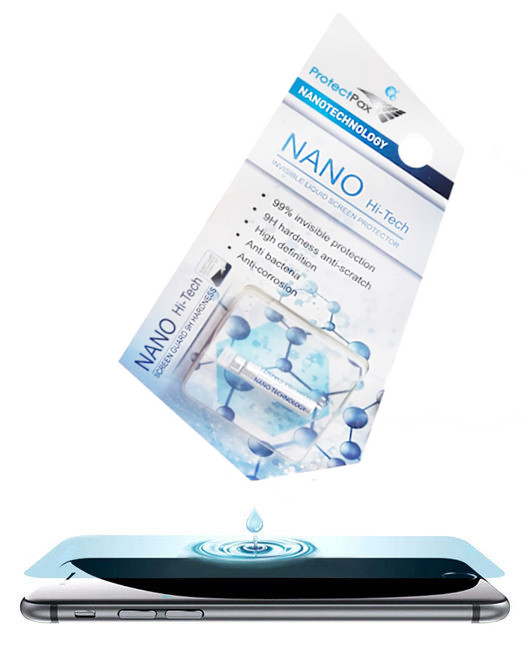 ProtectPax
NANOTECHNOLOGY
NANO Hi-Tech
INVISIBLE LIQUID SCREEN PROTECTOR
• 99% invisible protection
• 9H hardness anti-scratch
• High definition
• Anti bacteria
• Anti-corrosion
NANO Hi-Tech
SCREEN GUARD 9H HARDNESS
NANO-TECHNOLOGY